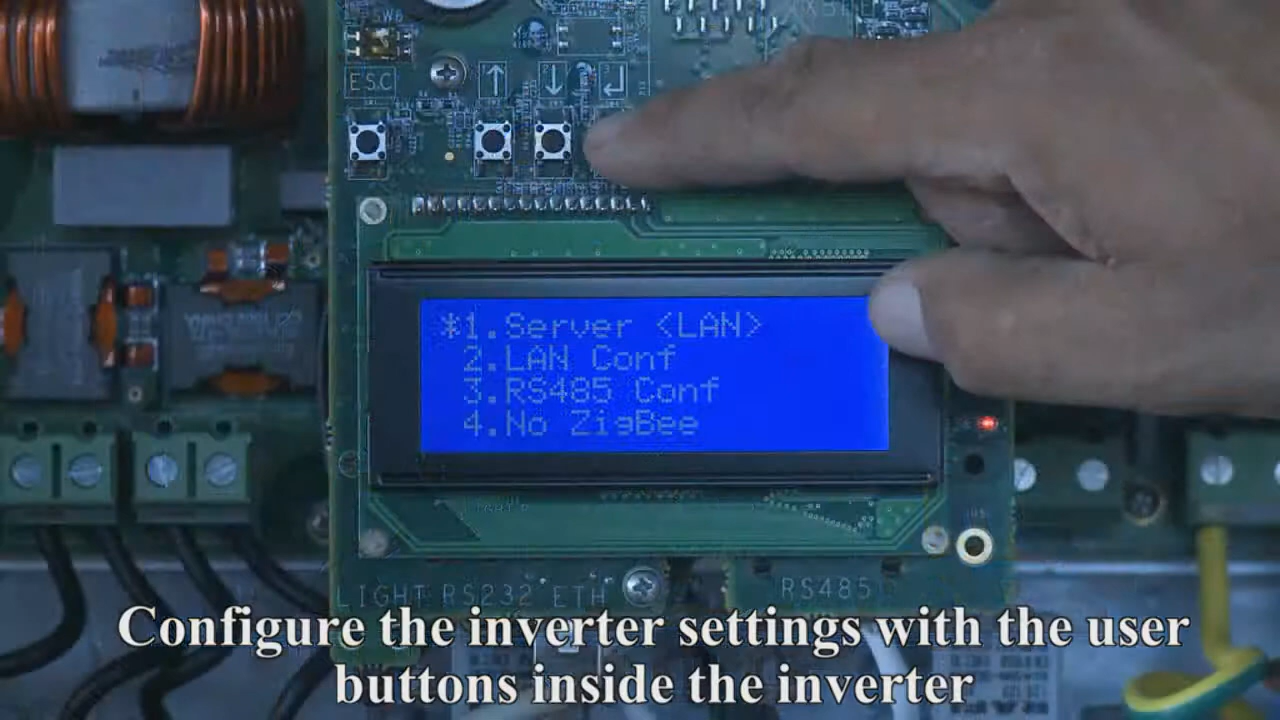 SW8
ESC ↑ ↓ ↵
*1.Server <LAN>
2.LAN Conf
3.RS485 Conf
4.No ZigBee
LIGHT RS232 ETH RS485
Configure the inverter settings with the user
buttons inside the inverter